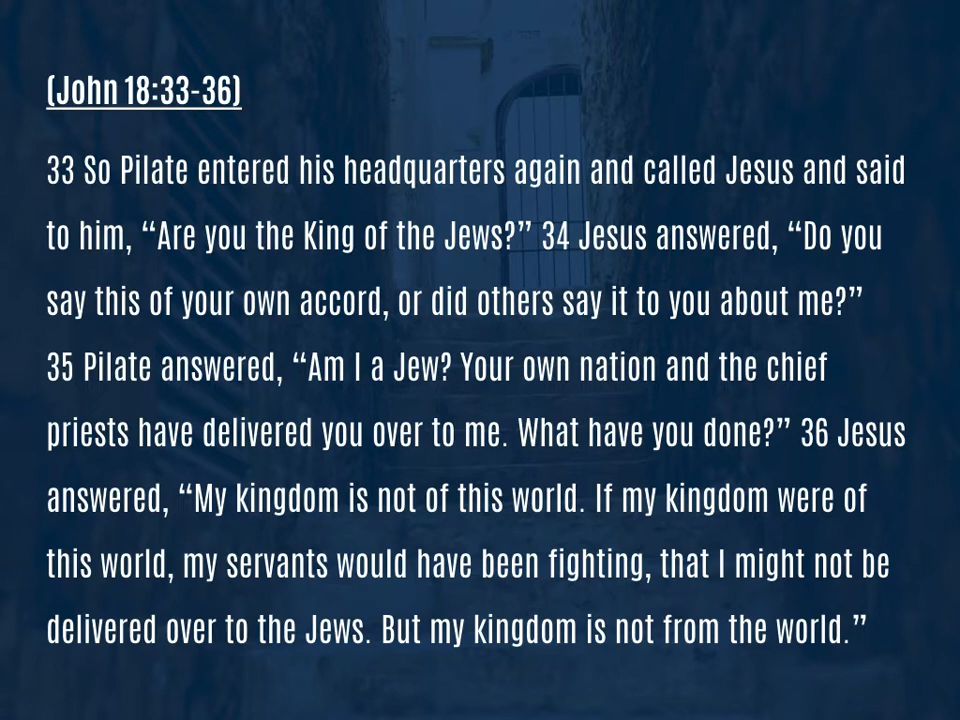 (John 18:33-36)
33 So Pilate entered his headquarters again and called Jesus and said
to him, “Are you the King of the Jews?” 34 Jesus answered, “Do you
say this of your own accord, or did others say it to you about me?”
35 Pilate answered, “Am I a Jew? Your own nation and the chief
priests have delivered you over to me. What have you done?” 36 Jesus
answered, “My kingdom is not of this world. If my kingdom were of
this world, my servants would have been fighting, that I might not be
delivered over to the Jews. But my kingdom is not from the world.”